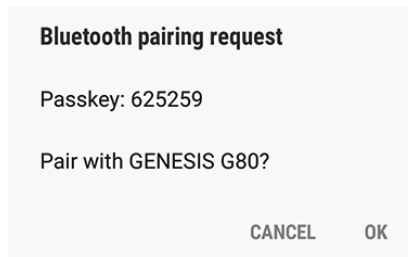 Bluetooth pairing request
Passkey: 625259
Pair with GENESIS G80?
CANCEL OK